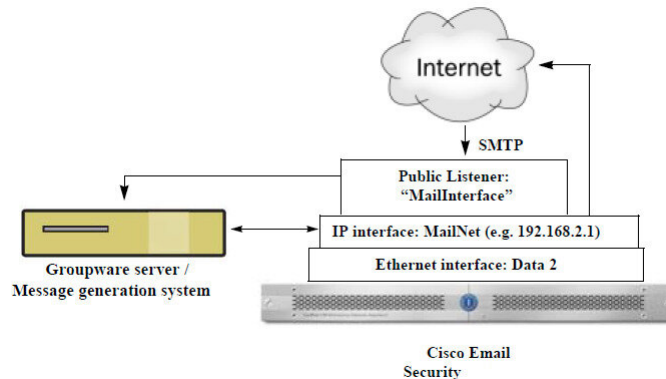 Internet
SMTP
Public Listener:
“MailInterface”
IP interface: MailNet (e.g. 192.168.2.1)
Ethernet interface: Data 2
Groupware server /
Message generation system
Cisco Email
Security